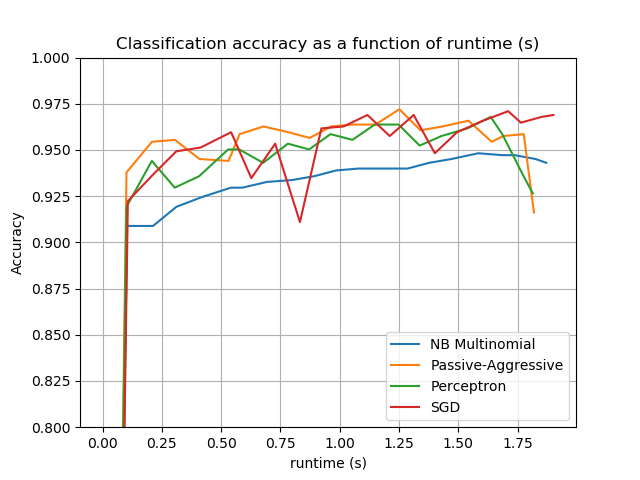 Classification accuracy as a function of runtime (s)
1.000
0.975
0.950
0.925
0.900
0.875
0.850
0.825
0.800
Accuracy
NB Multinomial
Passive-Aggressive
Perceptron
SGD
0.00 0.25 0.50 0.75 1.00 1.25 1.50 1.75
runtime (s)